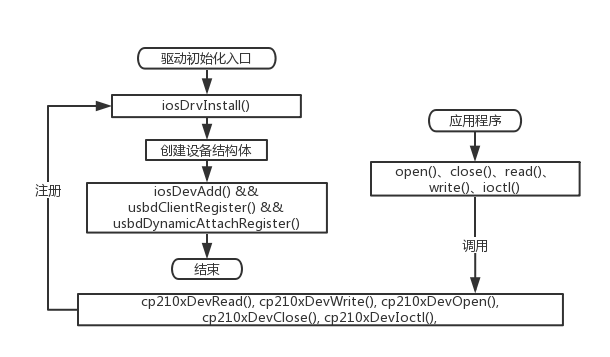 驱动初始化入口
iosDrvInstall()
创建设备结构体
iosDevAdd() &&
usbdClientRegister() &&
usbdDynamicAttachRegister()
结束
注册
应用程序
open()、close()、read()、
write()、ioctl()
调用
cp210xDevRead(), cp210xDevWrite(), cp210xDevOpen(),
cp210xDevClose(), cp210xDevIoctl(),